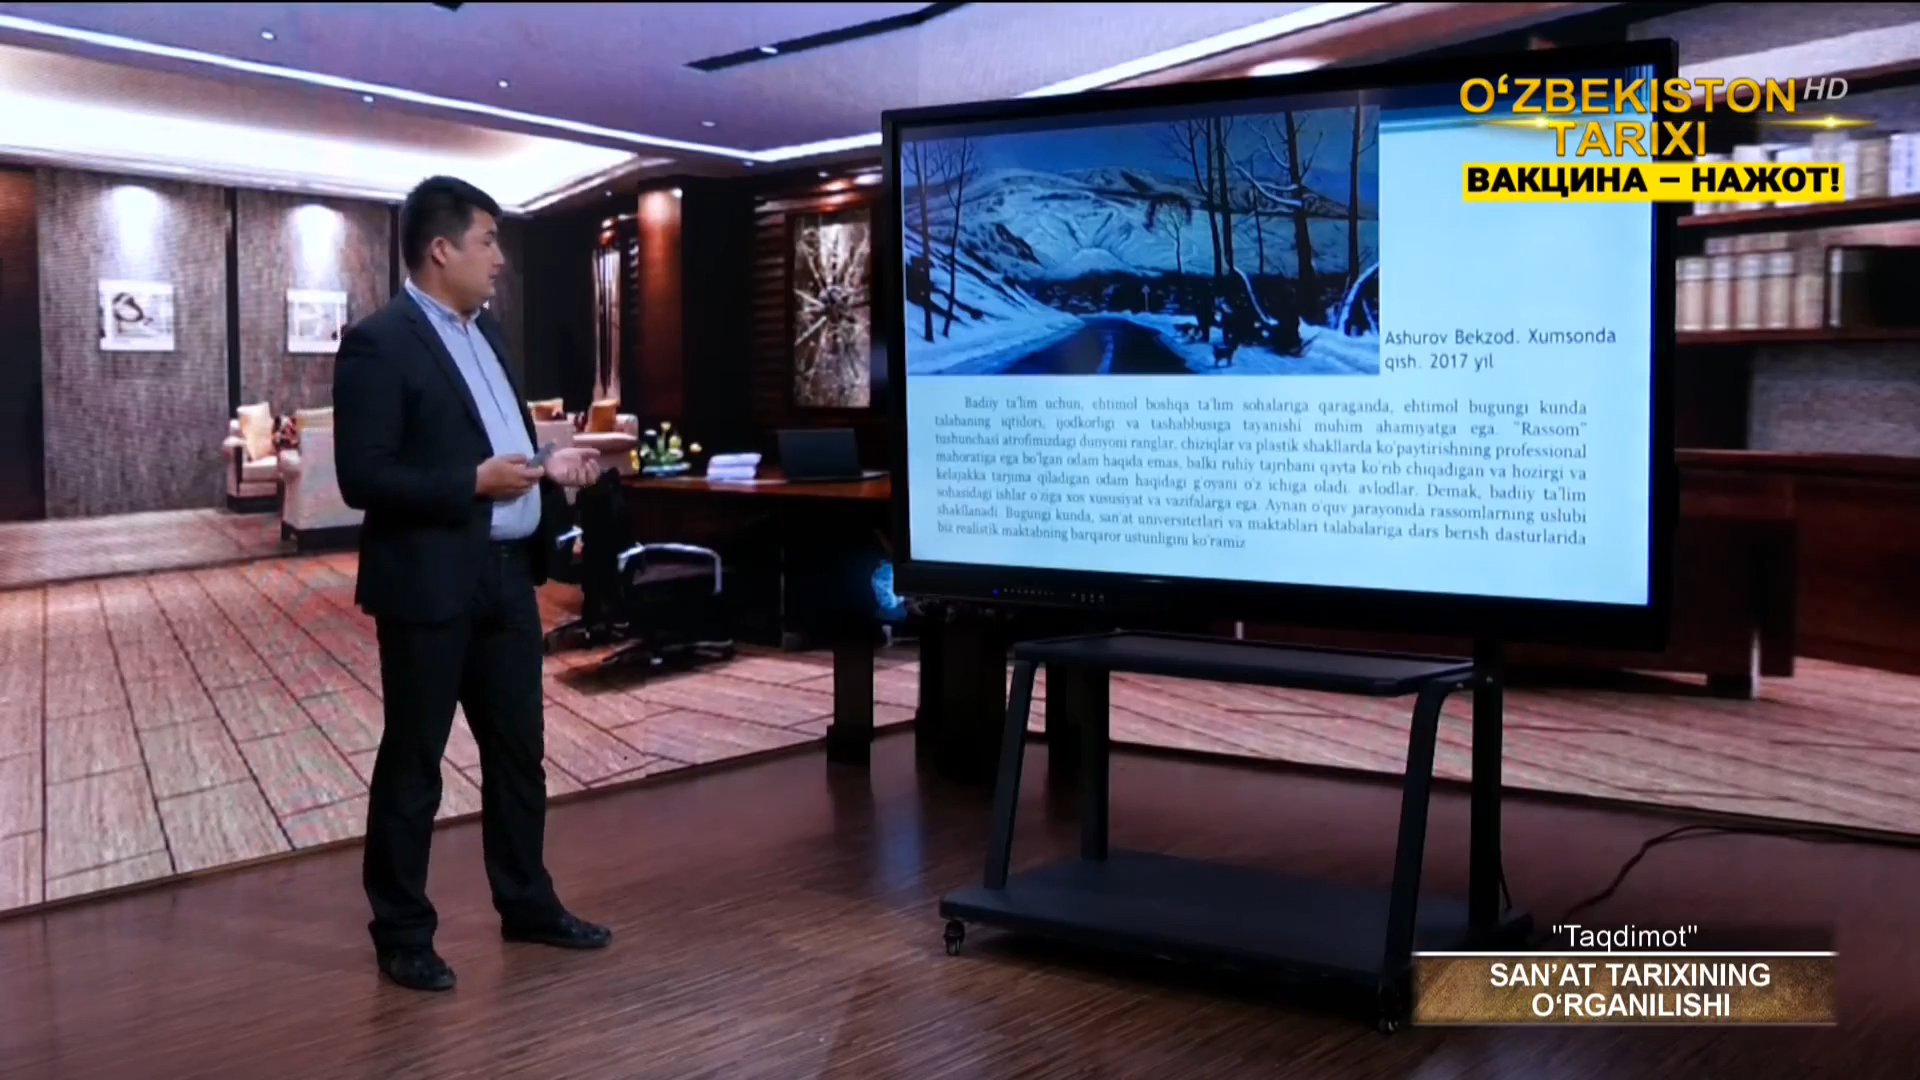 O‘ZBEKISTON HD
TARIXI
ВАКЦИНА – НАЖОТ!
Ashurov Bekzod. Xumsonda
qish. 2017 yil
Badiiy ta'lim uchun, ehtimol boshqa ta'lim sohalariga qaraganda, ehtimol bugungi kunda
talabaning iqtidori, ijodkorligi va tashabbusiga tayanishi muhim ahamiyatga ega. "Rassom"
tushunchasi atrofimizdagi dunyoni ranglar, chiziqlar va plastik shakllarda ko'paytirishning professional
mahoratiga ega bo'lgan odam haqida emas, balki ruhiy tajribani qayta ko'rib chiqadigan va hozirgi va
kelajakka tarjima qiladigan odam haqidagi g'oyani o'z ichiga oladi. avlodlar. Demak, badiiy ta'lim
sohasidagi ishlar o'ziga xos xususiyat va vazifalarga ega. Aynan o'quv jarayonida rassomlarning uslubi
shakllanadi. Bugungi kunda, san'at universitetlari va maktablari talabalariga dars berish dasturlarida
biz realistik maktabning barqaror ustunligini ko'ramiz
"Taqdimot"
SAN’AT TARIXINING
O‘RGANILISHI